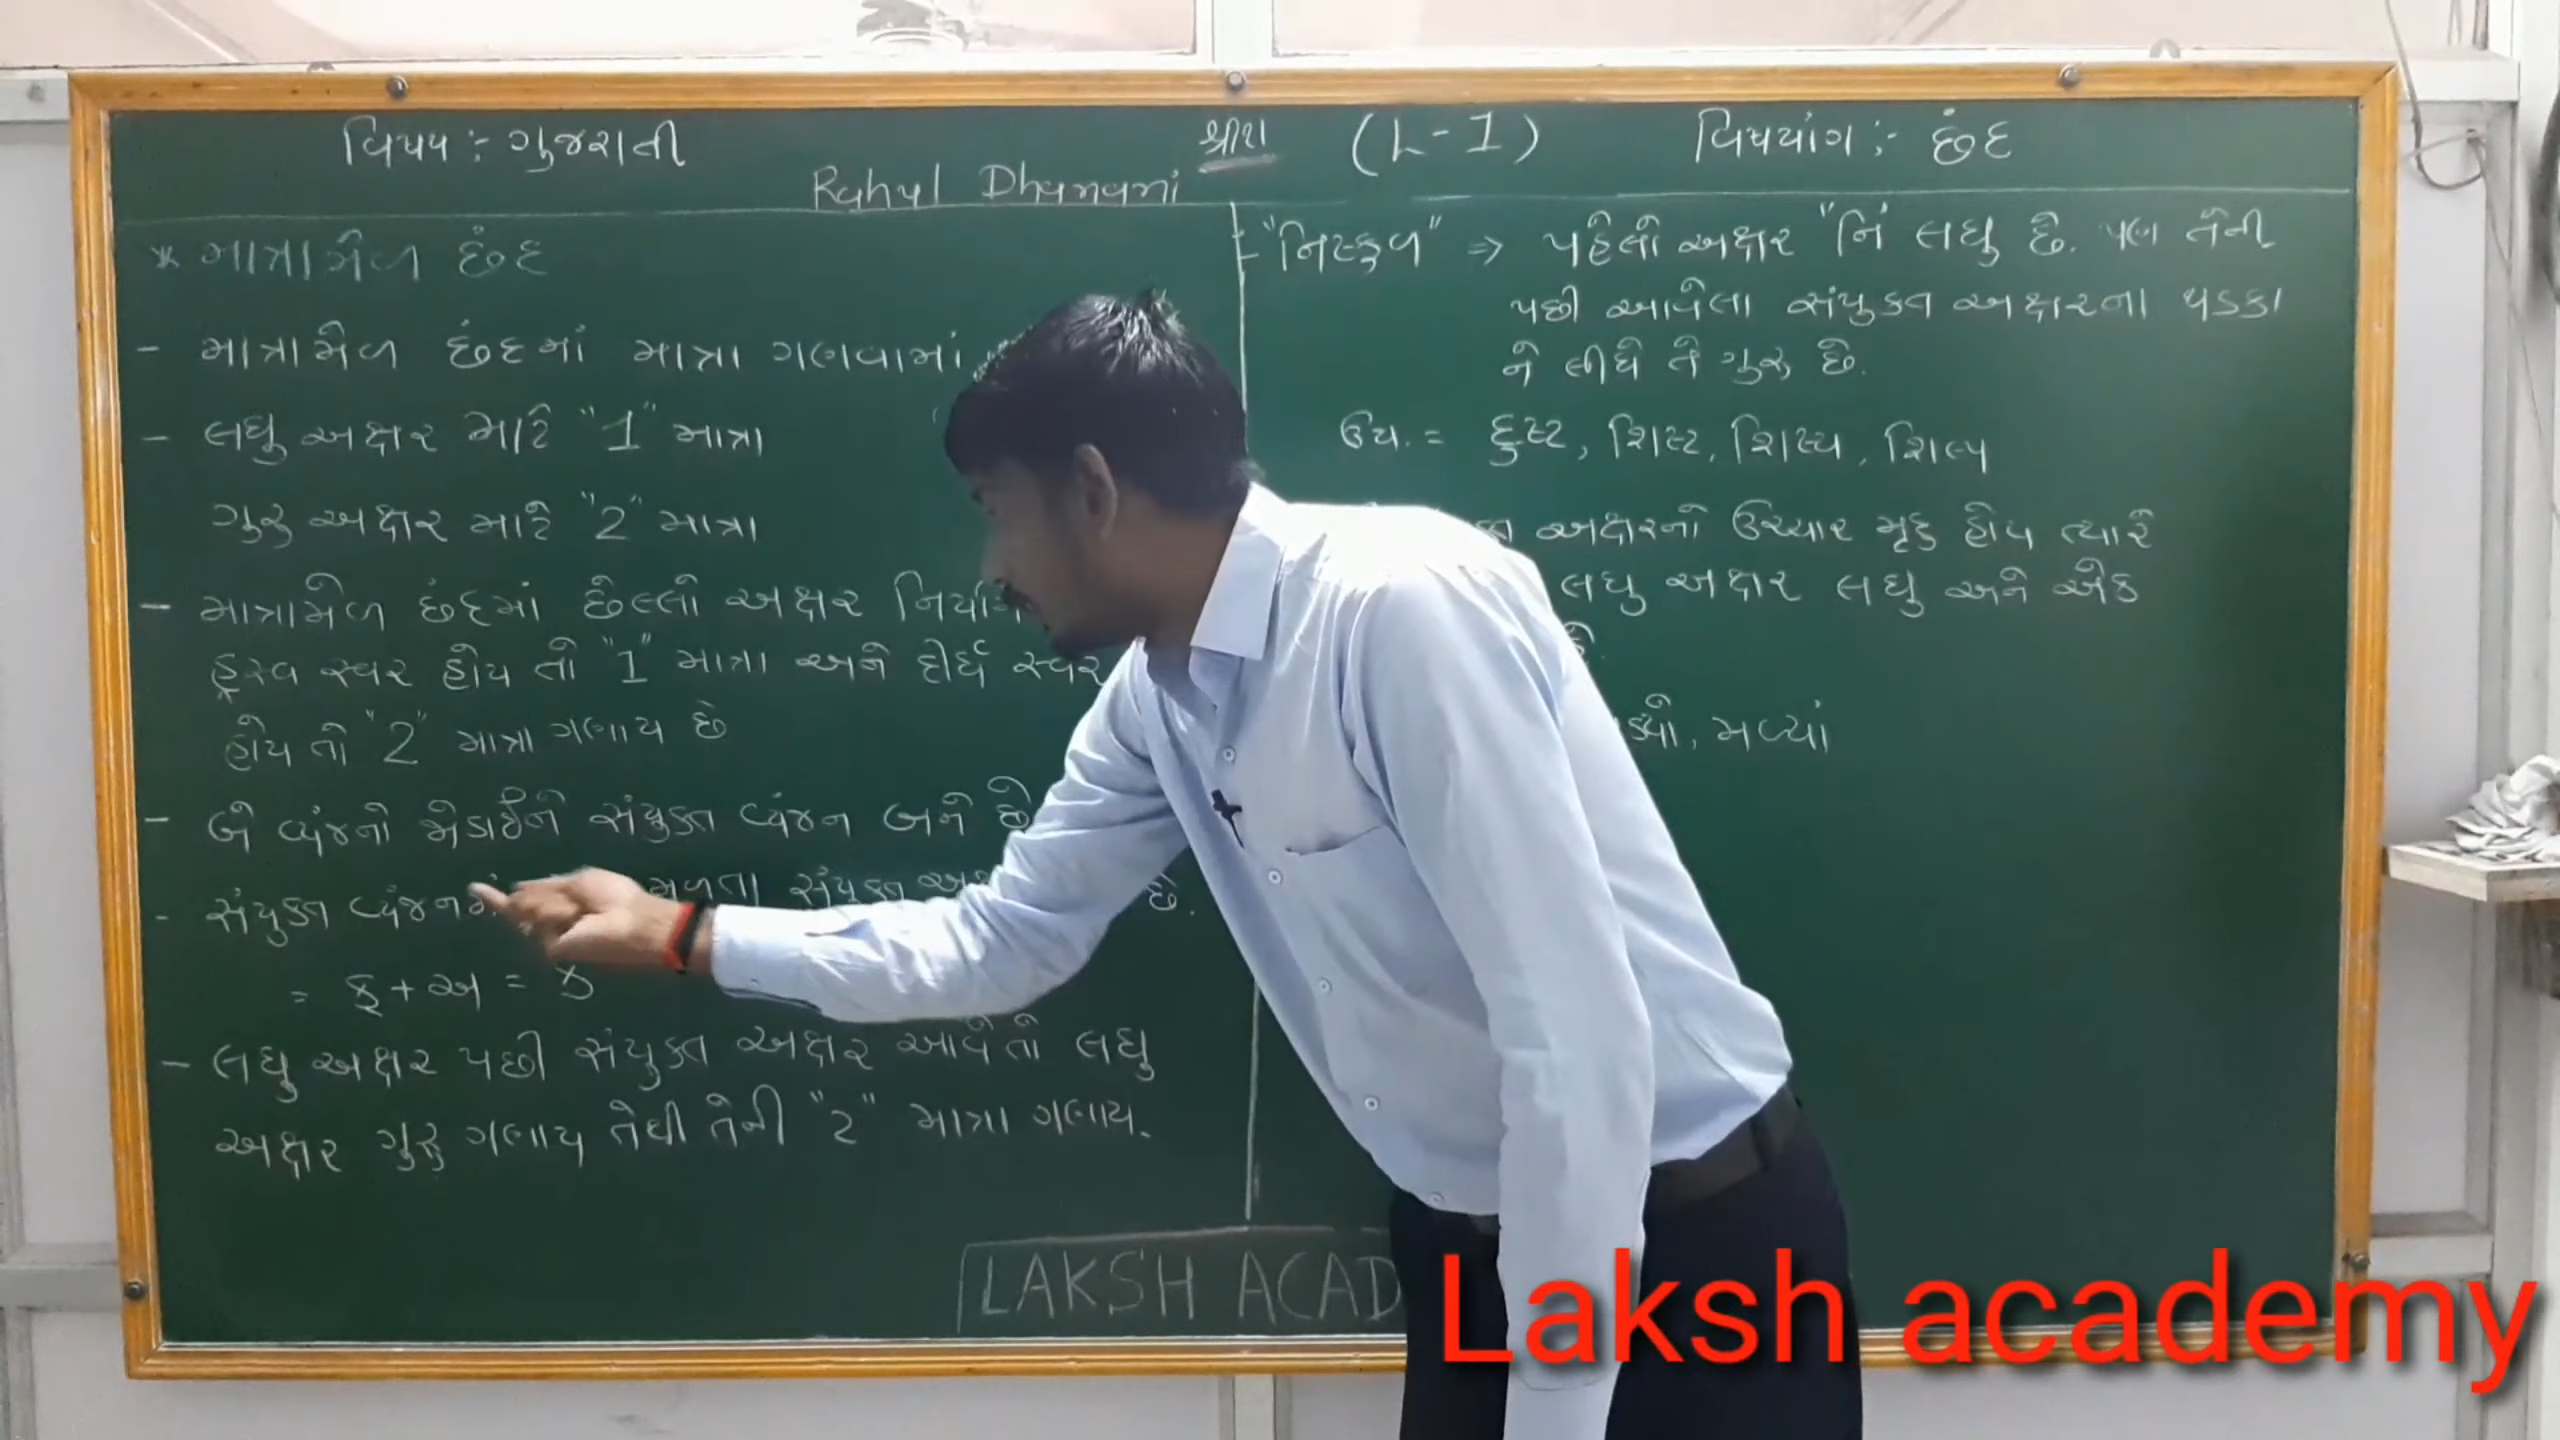 વિષય :- ગુજરાતી
શ્રીજી
(L-1)
વિષયાંગ :- છંદ
Rahul Dhamani
* માત્રામેળ છંદ
- માત્રામેળ છંદમાં માત્રા ગણવામાં
- લઘુ અક્ષર માટે "1" માત્રા
ગુરુ અક્ષર માટે "2" માત્રા
- માત્રામેળ છંદમાં છેલ્લો અક્ષર
હ્રસ્વ સ્વર હોય તો "1" માત્રા અને દીર્ઘ સ્વર
હોય તો "2" માત્રા ગણાય છે
- બે વ્યંજનો જોડાઈને સંયુક્ત વ્યંજન બને છે
- સંયુક્ત વ્યંજનમાં ભળતા સંયુક્ત છે.
= ક્ + અ = ક
- લઘુ અક્ષર પછી સંયુક્ત અક્ષર આવે તો લઘુ
અક્ષર ગુરુ ગણાય તેથી તેની "2" માત્રા ગણાય.
- "નિષ્કુળ" ⇒ પહેલો અક્ષર "નિ" લઘુ છે. પણ તેની
પછી આવેલા સંયુક્ત અક્ષરના થડકા
ને લીધે તે ગુરુ છે.
ઉદા. = દુષ્ટ, શિષ્ટ, શિષ્ય, શિલ્પ
અક્ષરનો ઉચ્ચાર મૃદુ હોય ત્યારે
લઘુ અક્ષર લઘુ અને એક
છે.
મળ્યાં
LAKSH ACAD
Laksh academy